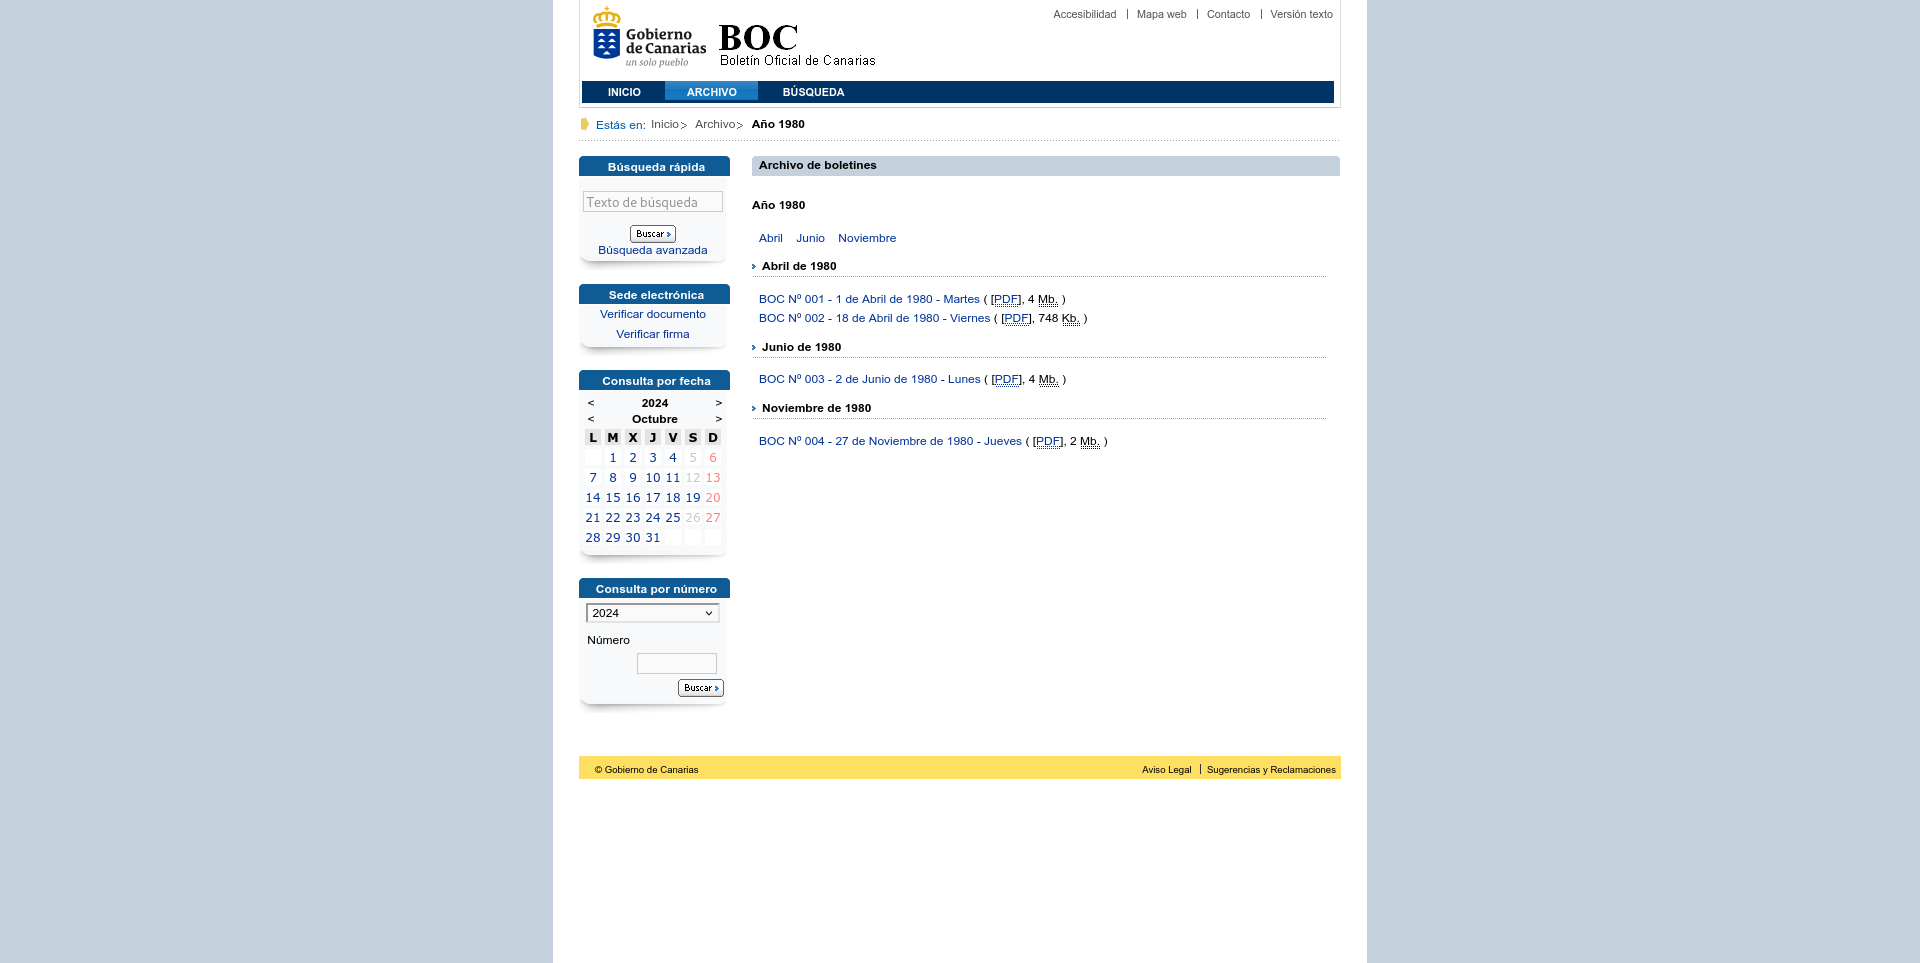 Accesibilidad | Mapa web | Contacto | Versión texto
Gobierno
de Canarias
un solo pueblo
BOC
Boletín Oficial de Canarias
INICIO ARCHIVO BÚSQUEDA
Estás en: Inicio > Archivo > Año 1980
Búsqueda rápida
Texto de búsqueda
Buscar
Búsqueda avanzada
Sede electrónica
Verificar documento
Verificar firma
Consulta por fecha
< 2024 >
< Octubre >
L M X J V S D
1 2 3 4 5 6
7 8 9 10 11 12 13
14 15 16 17 18 19 20
21 22 23 24 25 26 27
28 29 30 31
Consulta por número
2024
Número
Buscar
Archivo de boletines
Año 1980
Abril Junio Noviembre
Abril de 1980
BOC Nº 001 - 1 de Abril de 1980 - Martes ( [PDF], 4 Mb. )
BOC Nº 002 - 18 de Abril de 1980 - Viernes ( [PDF], 748 Kb. )
Junio de 1980
BOC Nº 003 - 2 de Junio de 1980 - Lunes ( [PDF], 4 Mb. )
Noviembre de 1980
BOC Nº 004 - 27 de Noviembre de 1980 - Jueves ( [PDF], 2 Mb. )
© Gobierno de Canarias
Aviso Legal | Sugerencias y Reclamaciones